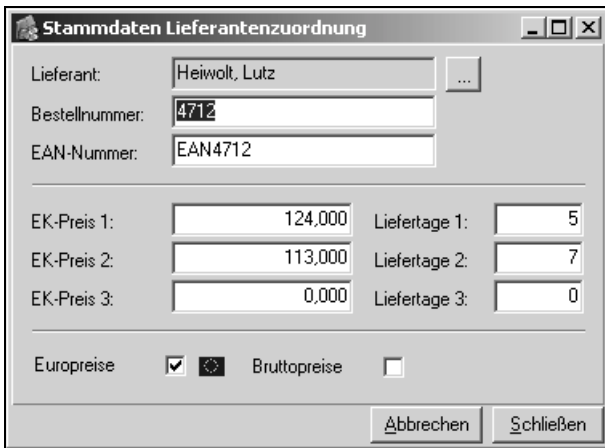 Stammdaten Lieferantenzuordnung
Lieferant: Heiwolt, Lutz ...
Bestellnummer: 4712
EAN-Nummer: EAN4712
EK-Preis 1: 124,000 Liefertage 1: 5
EK-Preis 2: 113,000 Liefertage 2: 7
EK-Preis 3: 0,000 Liefertage 3: 0
Europreise Bruttopreise
Abbrechen Schließen